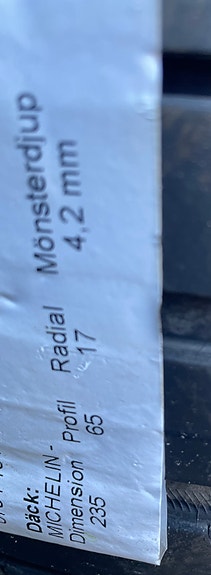 Däck:
MICHELIN -
Dimension Profil Radial Mönsterdjup
235 65 17 4,2 mm